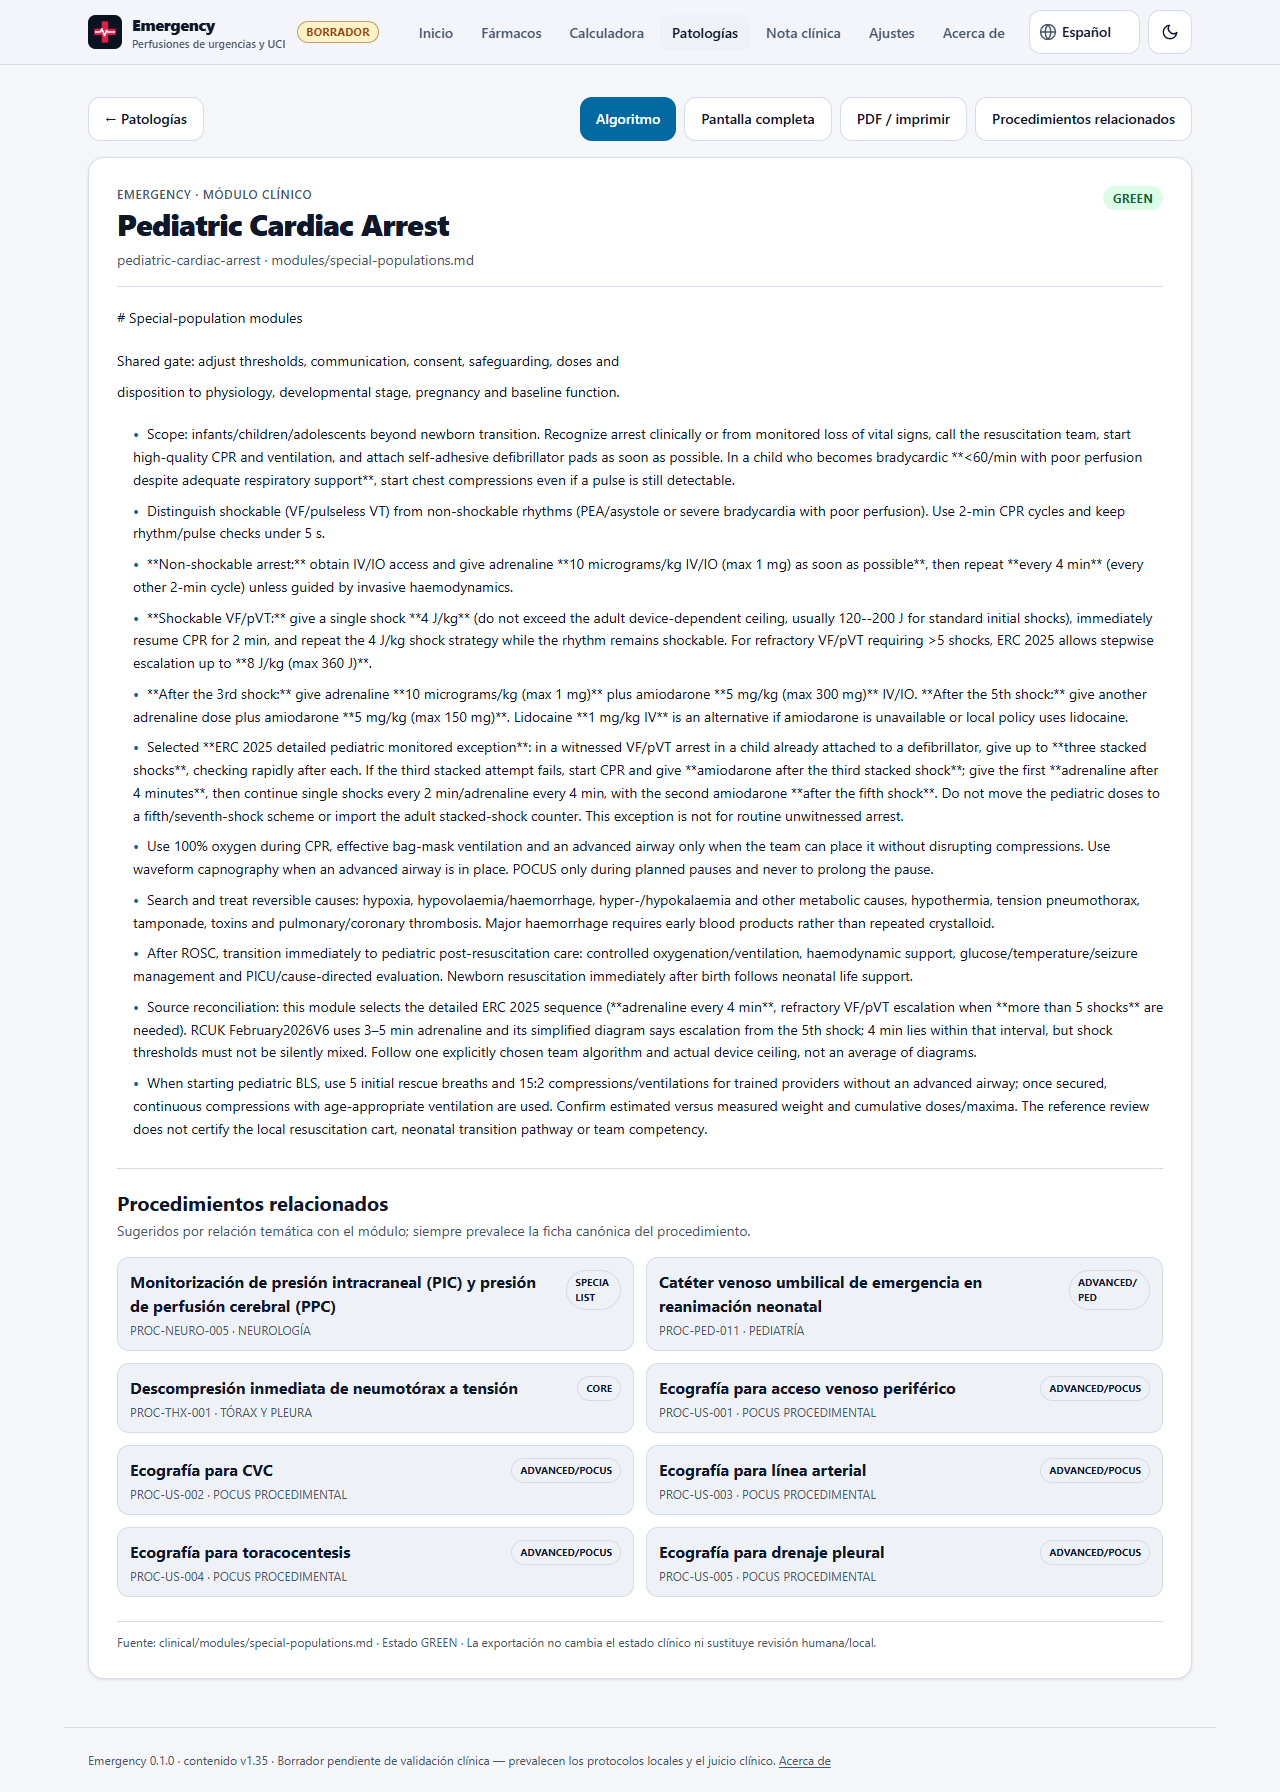 Emergency
Perfusiones de urgencias y UCI
BORRADOR
Inicio
Fármacos
Calculadora
Patologías
Nota clínica
Ajustes
Acerca de
Español
← Patologías
Algoritmo
Pantalla completa
PDF / imprimir
Procedimientos relacionados
EMERGENCY · MÓDULO CLÍNICO
GREEN
Pediatric Cardiac Arrest
pediatric-cardiac-arrest · modules/special-populations.md
# Special-population modules
Shared gate: adjust thresholds, communication, consent, safeguarding, doses and
disposition to physiology, developmental stage, pregnancy and baseline function.
• Scope: infants/children/adolescents beyond newborn transition. Recognize arrest clinically or from monitored loss of vital signs, call the resuscitation team, start
high-quality CPR and ventilation, and attach self-adhesive defibrillator pads as soon as possible. In a child who becomes bradycardic **<60/min with poor perfusion
despite adequate respiratory support**, start chest compressions even if a pulse is still detectable.
• Distinguish shockable (VF/pulseless VT) from non-shockable rhythms (PEA/asystole or severe bradycardia with poor perfusion). Use 2-min CPR cycles and keep
rhythm/pulse checks under 5 s.
• **Non-shockable arrest:** obtain IV/IO access and give adrenaline **10 micrograms/kg IV/IO (max 1 mg) as soon as possible**, then repeat **every 4 min** (every
other 2-min cycle) unless guided by invasive haemodynamics.
• **Shockable VF/pVT:** give a single shock **4 J/kg** (do not exceed the adult device-dependent ceiling, usually 120--200 J for standard initial shocks), immediately
resume CPR for 2 min, and repeat the 4 J/kg shock strategy while the rhythm remains shockable. For refractory VF/pVT requiring >5 shocks, ERC 2025 allows stepwise
escalation up to **8 J/kg (max 360 J)**.
• **After the 3rd shock:** give adrenaline **10 micrograms/kg (max 1 mg)** plus amiodarone **5 mg/kg (max 300 mg)** IV/IO. **After the 5th shock:** give another
adrenaline dose plus amiodarone **5 mg/kg (max 150 mg)**. Lidocaine **1 mg/kg IV** is an alternative if amiodarone is unavailable or local policy uses lidocaine.
• Selected **ERC 2025 detailed pediatric monitored exception**: in a witnessed VF/pVT arrest in a child already attached to a defibrillator, give up to **three stacked
shocks**, checking rapidly after each. If the third stacked attempt fails, start CPR and give **amiodarone after the third stacked shock**; give the first **adrenaline after
4 minutes**, then continue single shocks every 2 min/adrenaline every 4 min, with the second amiodarone **after the fifth shock**. Do not move the pediatric doses to
a fifth/seventh-shock scheme or import the adult stacked-shock counter. This exception is not for routine unwitnessed arrest.
• Use 100% oxygen during CPR, effective bag-mask ventilation and an advanced airway only when the team can place it without disrupting compressions. Use
waveform capnography when an advanced airway is in place. POCUS only during planned pauses and never to prolong the pause.
• Search and treat reversible causes: hypoxia, hypovolaemia/haemorrhage, hyper-/hypokalaemia and other metabolic causes, hypothermia, tension pneumothorax,
tamponade, toxins and pulmonary/coronary thrombosis. Major haemorrhage requires early blood products rather than repeated crystalloid.
• After ROSC, transition immediately to pediatric post-resuscitation care: controlled oxygenation/ventilation, haemodynamic support, glucose/temperature/seizure
management and PICU/cause-directed evaluation. Newborn resuscitation immediately after birth follows neonatal life support.
• Source reconciliation: this module selects the detailed ERC 2025 sequence (**adrenaline every 4 min**, refractory VF/pVT escalation when **more than 5 shocks** are
needed). RCUK February2026V6 uses 3–5 min adrenaline and its simplified diagram says escalation from the 5th shock; 4 min lies within that interval, but shock
thresholds must not be silently mixed. Follow one explicitly chosen team algorithm and actual device ceiling, not an average of diagrams.
• When starting pediatric BLS, use 5 initial rescue breaths and 15:2 compressions/ventilations for trained providers without an advanced airway; once secured,
continuous compressions with age-appropriate ventilation are used. Confirm estimated versus measured weight and cumulative doses/maxima. The reference review
does not certify the local resuscitation cart, neonatal transition pathway or team competency.
Procedimientos relacionados
Sugeridos por relación temática con el módulo; siempre prevalece la ficha canónica del procedimiento.
Monitorización de presión intracraneal (PIC) y presión
de perfusión cerebral (PPC)
SPECIA
LIST
PROC-NEURO-005 · NEUROLOGÍA
Catéter venoso umbilical de emergencia en
reanimación neonatal
ADVANCED/
PED
PROC-PED-011 · PEDIATRÍA
Descompresión inmediata de neumotórax a tensión
CORE
PROC-THX-001 · TÓRAX Y PLEURA
Ecografía para acceso venoso periférico
ADVANCED/POCUS
PROC-US-001 · POCUS PROCEDIMENTAL
Ecografía para CVC
ADVANCED/POCUS
PROC-US-002 · POCUS PROCEDIMENTAL
Ecografía para línea arterial
ADVANCED/POCUS
PROC-US-003 · POCUS PROCEDIMENTAL
Ecografía para toracocentesis
ADVANCED/POCUS
PROC-US-004 · POCUS PROCEDIMENTAL
Ecografía para drenaje pleural
ADVANCED/POCUS
PROC-US-005 · POCUS PROCEDIMENTAL
Fuente: clinical/modules/special-populations.md · Estado GREEN · La exportación no cambia el estado clínico ni sustituye revisión humana/local.
Emergency 0.1.0 · contenido v1.35 · Borrador pendiente de validación clínica — prevalecen los protocolos locales y el juicio clínico. Acerca de